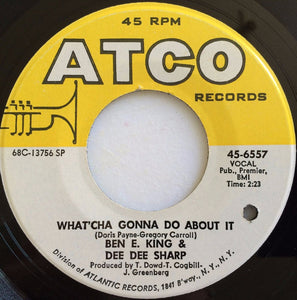 45 RPM
ATCO
RECORDS
68C-13756 SP
45-6557
VOCAL
Pub., Premier,
BMI
Time: 2:23
WHAT'CHA GONNA DO ABOUT IT
(Doris Payne-Gregory Carroll)
BEN E. KING &
DEE DEE SHARP
Produced by T. Dowd-T. Cogbill-
J. Greenberg
Division of ATLANTIC RECORDS, 1841 B'way., N.Y., N.Y.